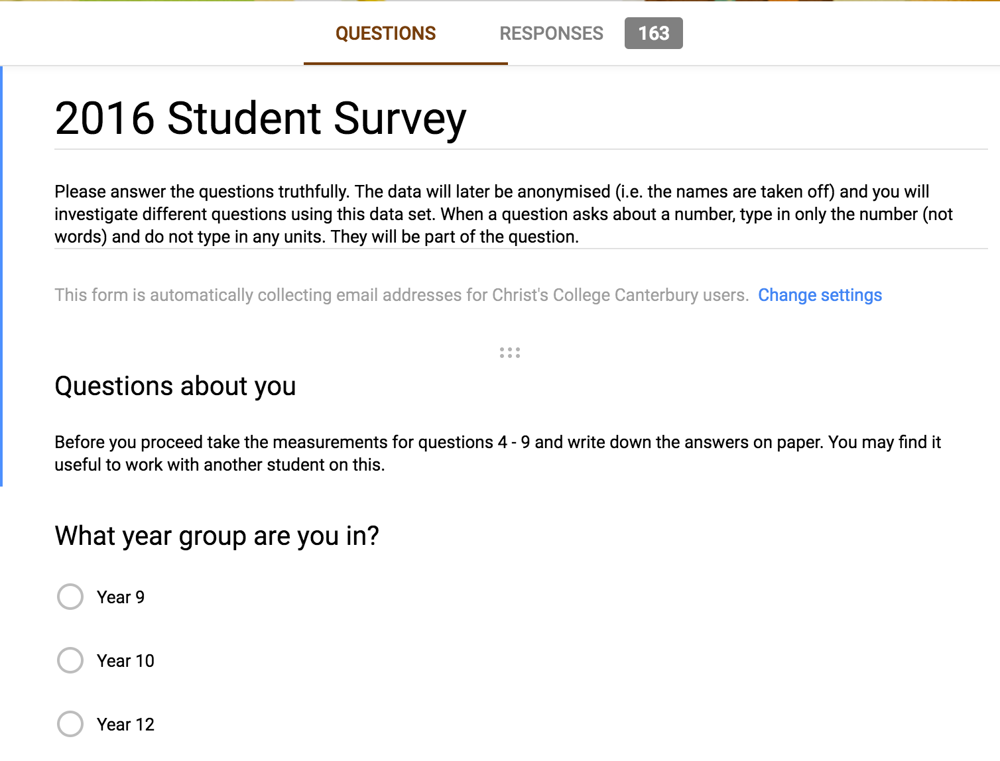 QUESTIONS
RESPONSES 163
2016 Student Survey
Please answer the questions truthfully. The data will later be anonymised (i.e. the names are taken off) and you will
investigate different questions using this data set. When a question asks about a number, type in only the number (not
words) and do not type in any units. They will be part of the question.
This form is automatically collecting email addresses for Christ's College Canterbury users. Change settings
Questions about you
Before you proceed take the measurements for questions 4 - 9 and write down the answers on paper. You may find it
useful to work with another student on this.
What year group are you in?
Year 9
Year 10
Year 12